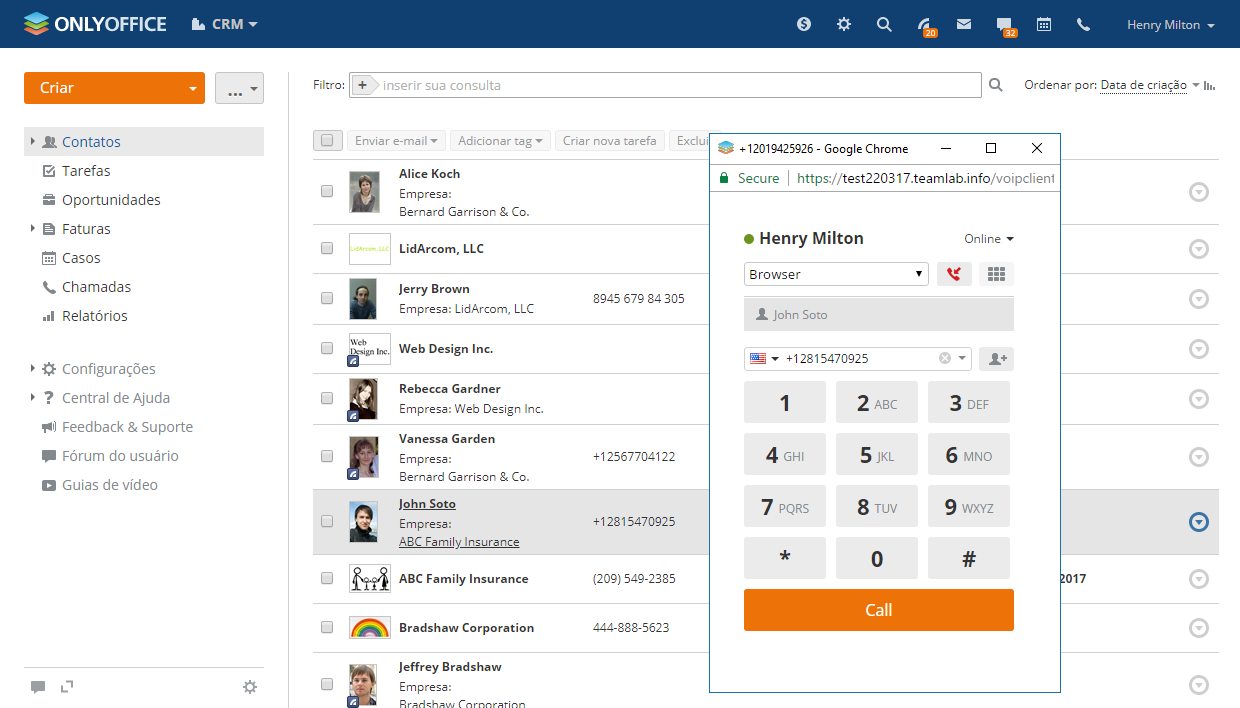 ONLYOFFICE
CRM
20
32
Henry Milton
Criar
...
Filtro:
+
inserir sua consulta
Ordenar por: Data de criação
Contatos
Tarefas
Oportunidades
Faturas
Casos
Chamadas
Relatórios
Configurações
Central de Ajuda
Feedback & Suporte
Fórum do usuário
Guias de vídeo
Enviar e-mail
Adicionar tag
Criar nova tarefa
Alice Koch
Empresa:
Bernard Garrison & Co.
LidArcom, LLC
LidArcom, LLC
Jerry Brown
Empresa: LidArcom, LLC
8945 679 84 305
Web
Design Inc.
Web Design Inc.
Rebecca Gardner
Empresa: Web Design Inc.
Vanessa Garden
Empresa:
Bernard Garrison & Co.
+12567704122
John Soto
Empresa:
ABC Family Insurance
+12815470925
ABC Family Insurance
(209) 549-2385
2017
Bradshaw Corporation
444-888-5623
Jeffrey Bradshaw
Empresa:
Bradshaw Corporation
+12019425926 - Google Chrome
Secure
https://test220317.teamlab.info/voipclient
Henry Milton
Online
Browser
John Soto
+12815470925
1
2 ABC
3 DEF
4 GHI
5 JKL
6 MNO
7 PQRS
8 TUV
9 WXYZ
*
0
#
Call